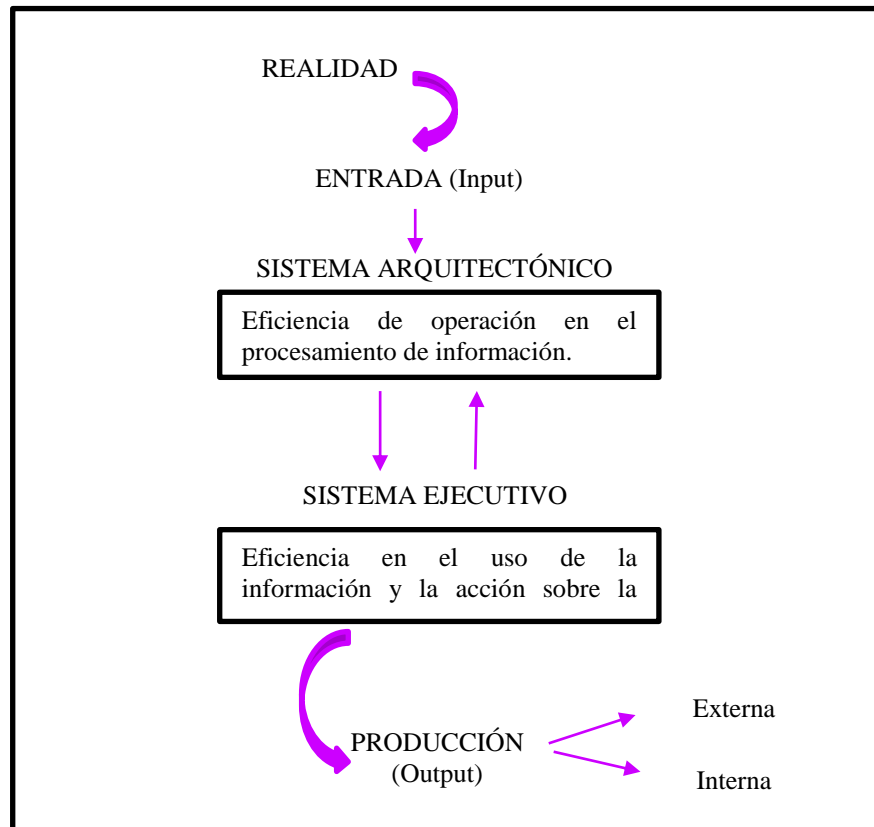 REALIDAD
ENTRADA (Input)
SISTEMA ARQUITECTÓNICO
Eficiencia de operación en el
procesamiento de información.
SISTEMA EJECUTIVO
Eficiencia en el uso de la
información y la acción sobre la
PRODUCCIÓN
(Output)
Externa
Interna